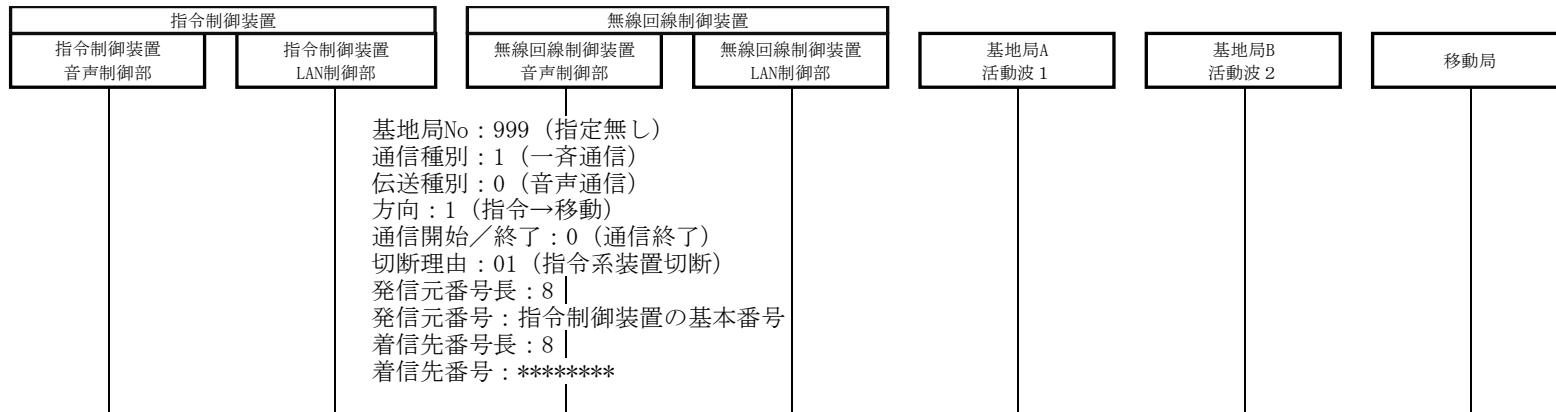 指令制御装置
無線回線制御装置
指令制御装置
音声制御部
指令制御装置
LAN制御部
無線回線制御装置
音声制御部
無線回線制御装置
LAN制御部
基地局A
活動波1
基地局B
活動波2
移動局
基地局No：999（指定無し）
通信種別：1（一斉通信）
伝送種別：0（音声通信）
方向：1（指令→移動）
通信開始／終了：0（通信終了）
切断理由：01（指令系装置切断）
発信元番号長：8
発信元番号：指令制御装置の基本番号
着信先番号長：8
着信先番号：********